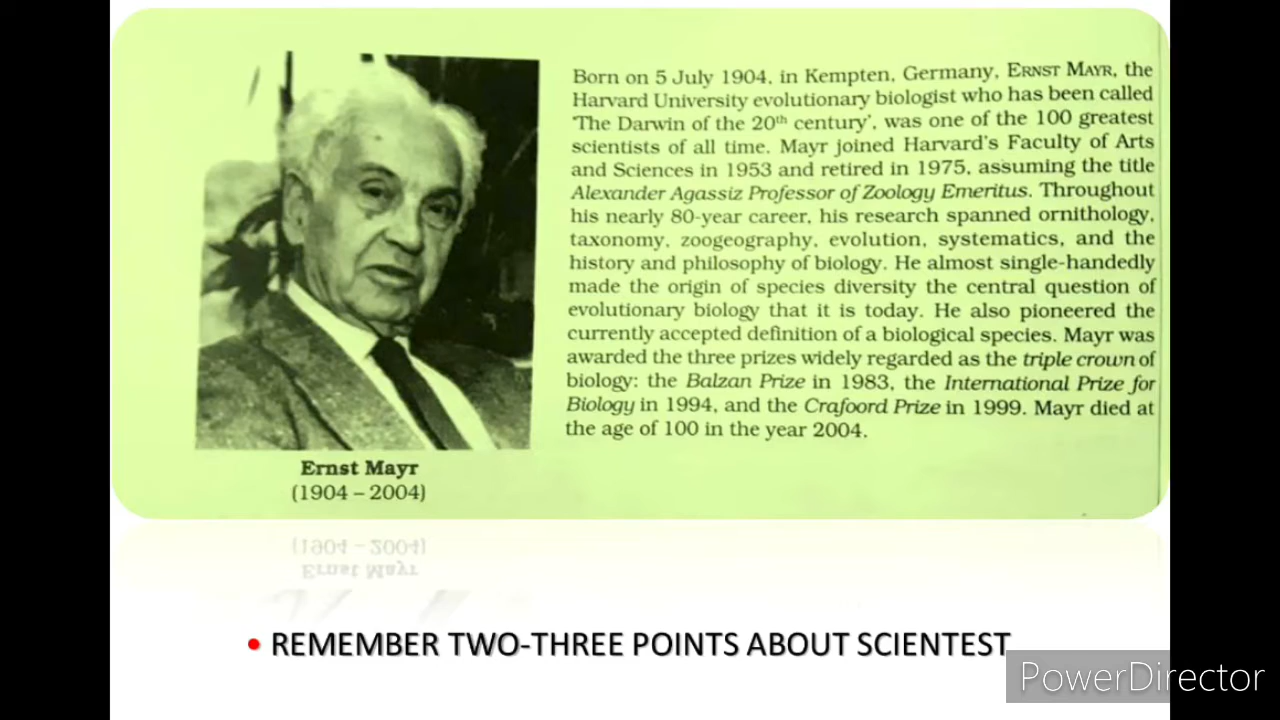 Born on 5 July 1904, in Kempten, Germany, ERNST MAYR, the
Harvard University evolutionary biologist who has been called
'The Darwin of the 20th century', was one of the 100 greatest
scientists of all time. Mayr joined Harvard's Faculty of Arts
and Sciences in 1953 and retired in 1975, assuming the title
Alexander Agassiz Professor of Zoology Emeritus. Throughout
his nearly 80-year career, his research spanned ornithology,
taxonomy, zoogeography, evolution, systematics, and the
history and philosophy of biology. He almost single-handedly
made the origin of species diversity the central question of
evolutionary biology that it is today. He also pioneered the
currently accepted definition of a biological species. Mayr was
awarded the three prizes widely regarded as the triple crown of
biology: the Balzan Prize in 1983, the International Prize for
Biology in 1994, and the Crafoord Prize in 1999. Mayr died at
the age of 100 in the year 2004.
Ernst Mayr
(1904 – 2004)
• REMEMBER TWO-THREE POINTS ABOUT SCIENTEST
PowerDirector